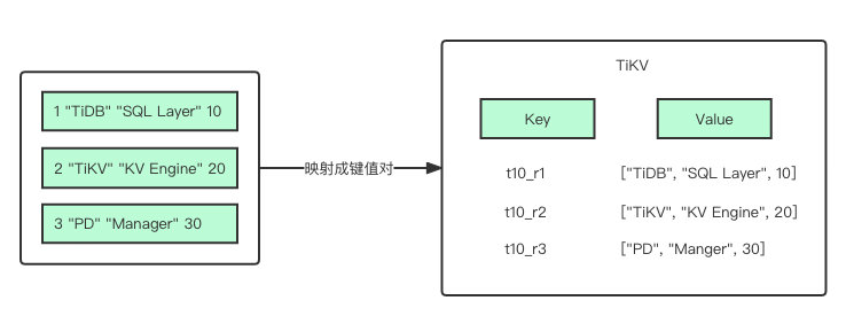 1 "TiDB" "SQL Layer" 10
2 "TiKV" "KV Engine" 20
3 "PD" "Manager" 30
映射成键值对
TiKV
Key Value
t10_r1 ["TiDB", "SQL Layer", 10]
t10_r2 ["TiKV", "KV Engine", 20]
t10_r3 ["PD", "Manger", 30]